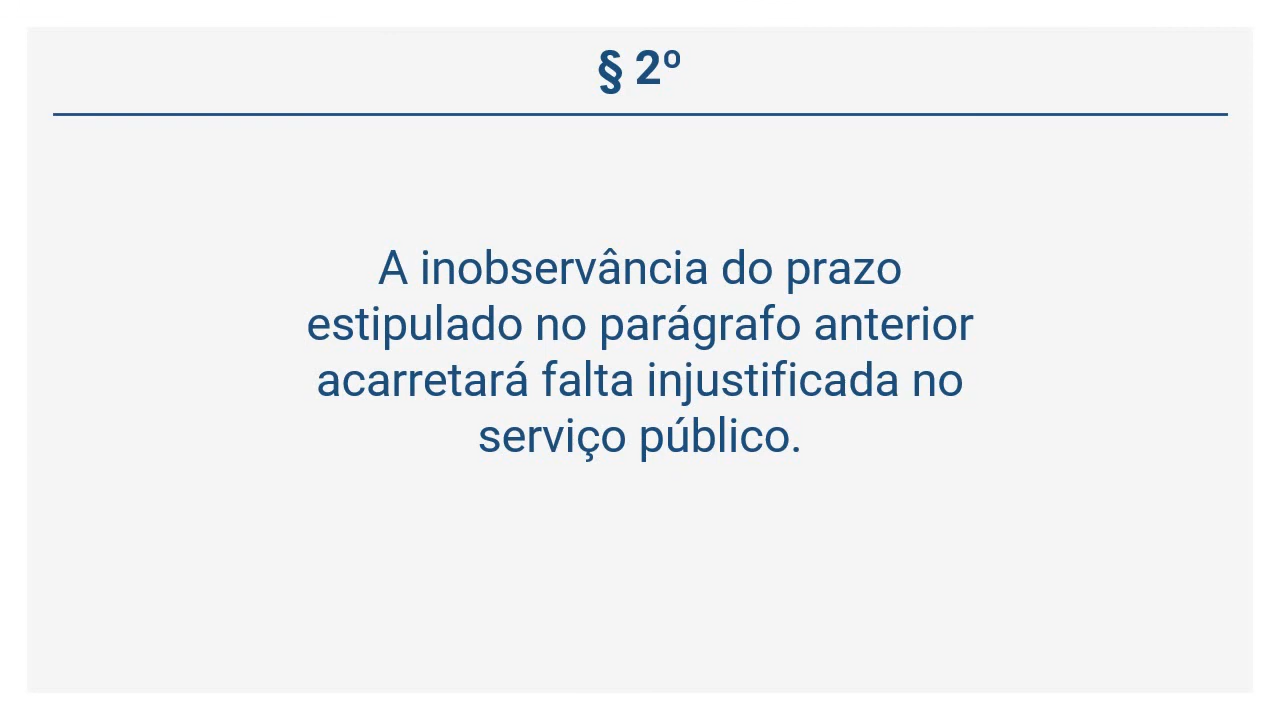 § 2º
A inobservância do prazo
estipulado no parágrafo anterior
acarretará falta injustificada no
serviço público.